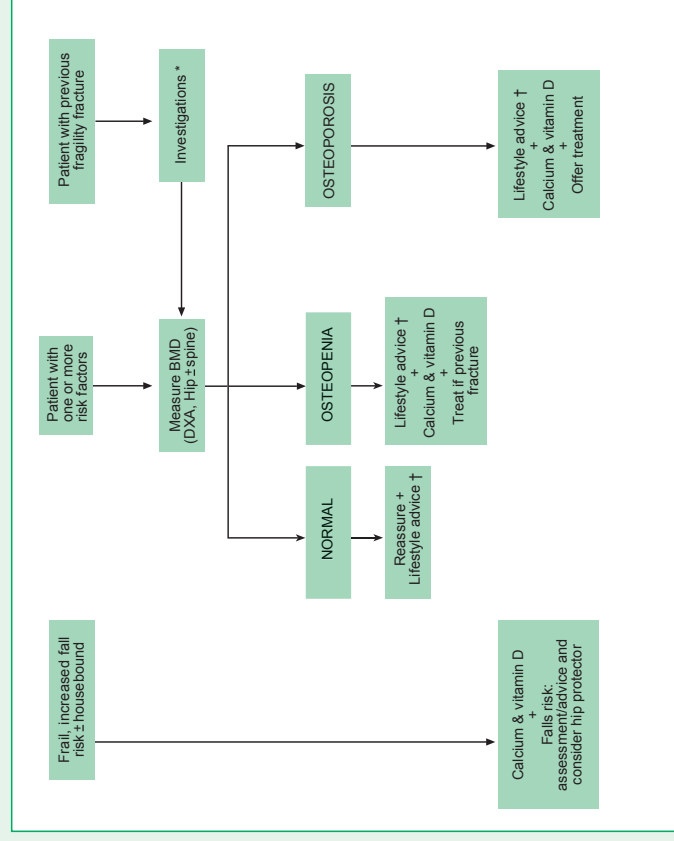 Frail, increased fall
risk ± housebound
Patient with
one or more
risk factors
Patient with previous
fragility fracture
Measure BMD
(DXA, Hip ± spine)
Investigations *
NORMAL
OSTEOPENIA
OSTEOPOROSIS
Reassure +
Lifestyle advice †
Lifestyle advice †
+
Calcium & vitamin D
+
Treat if previous
fracture
Calcium & vitamin D
+
Falls risk:
assessment/advice and
consider hip protector
Lifestyle advice †
+
Calcium & vitamin D
+
Offer treatment